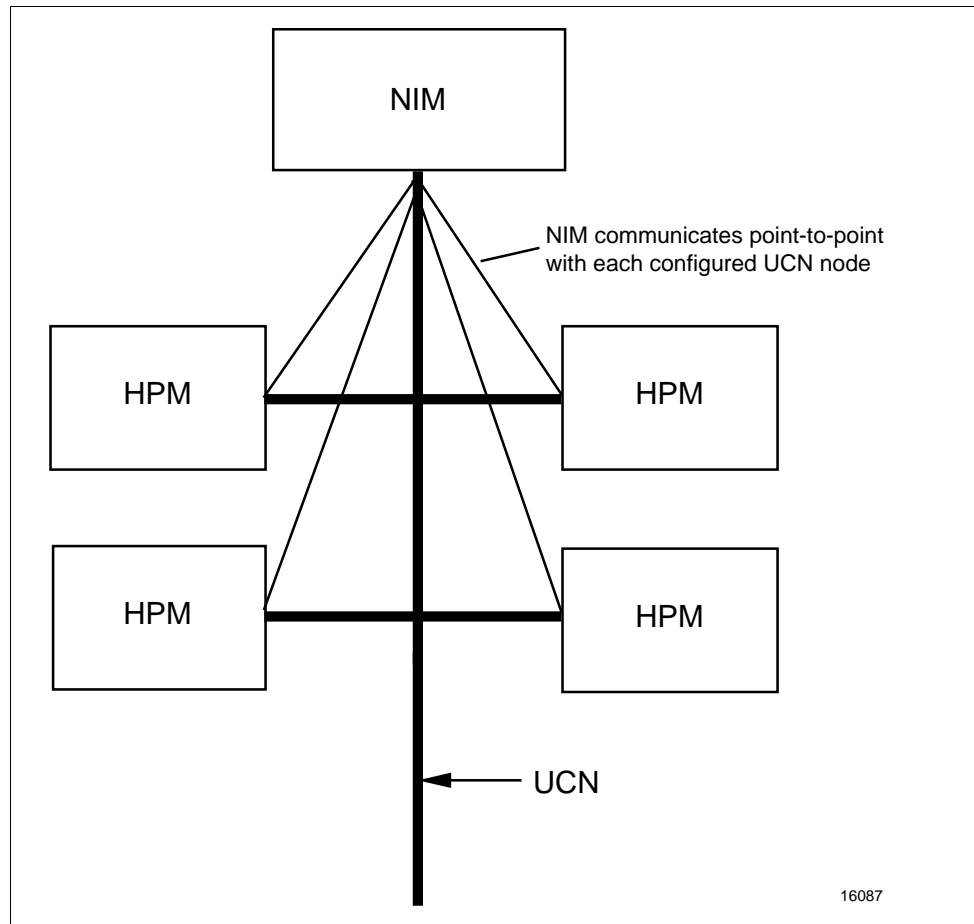 NIM
NIM communicates point-to-point
with each configured UCN node
HPM
HPM
HPM
HPM
UCN
16087